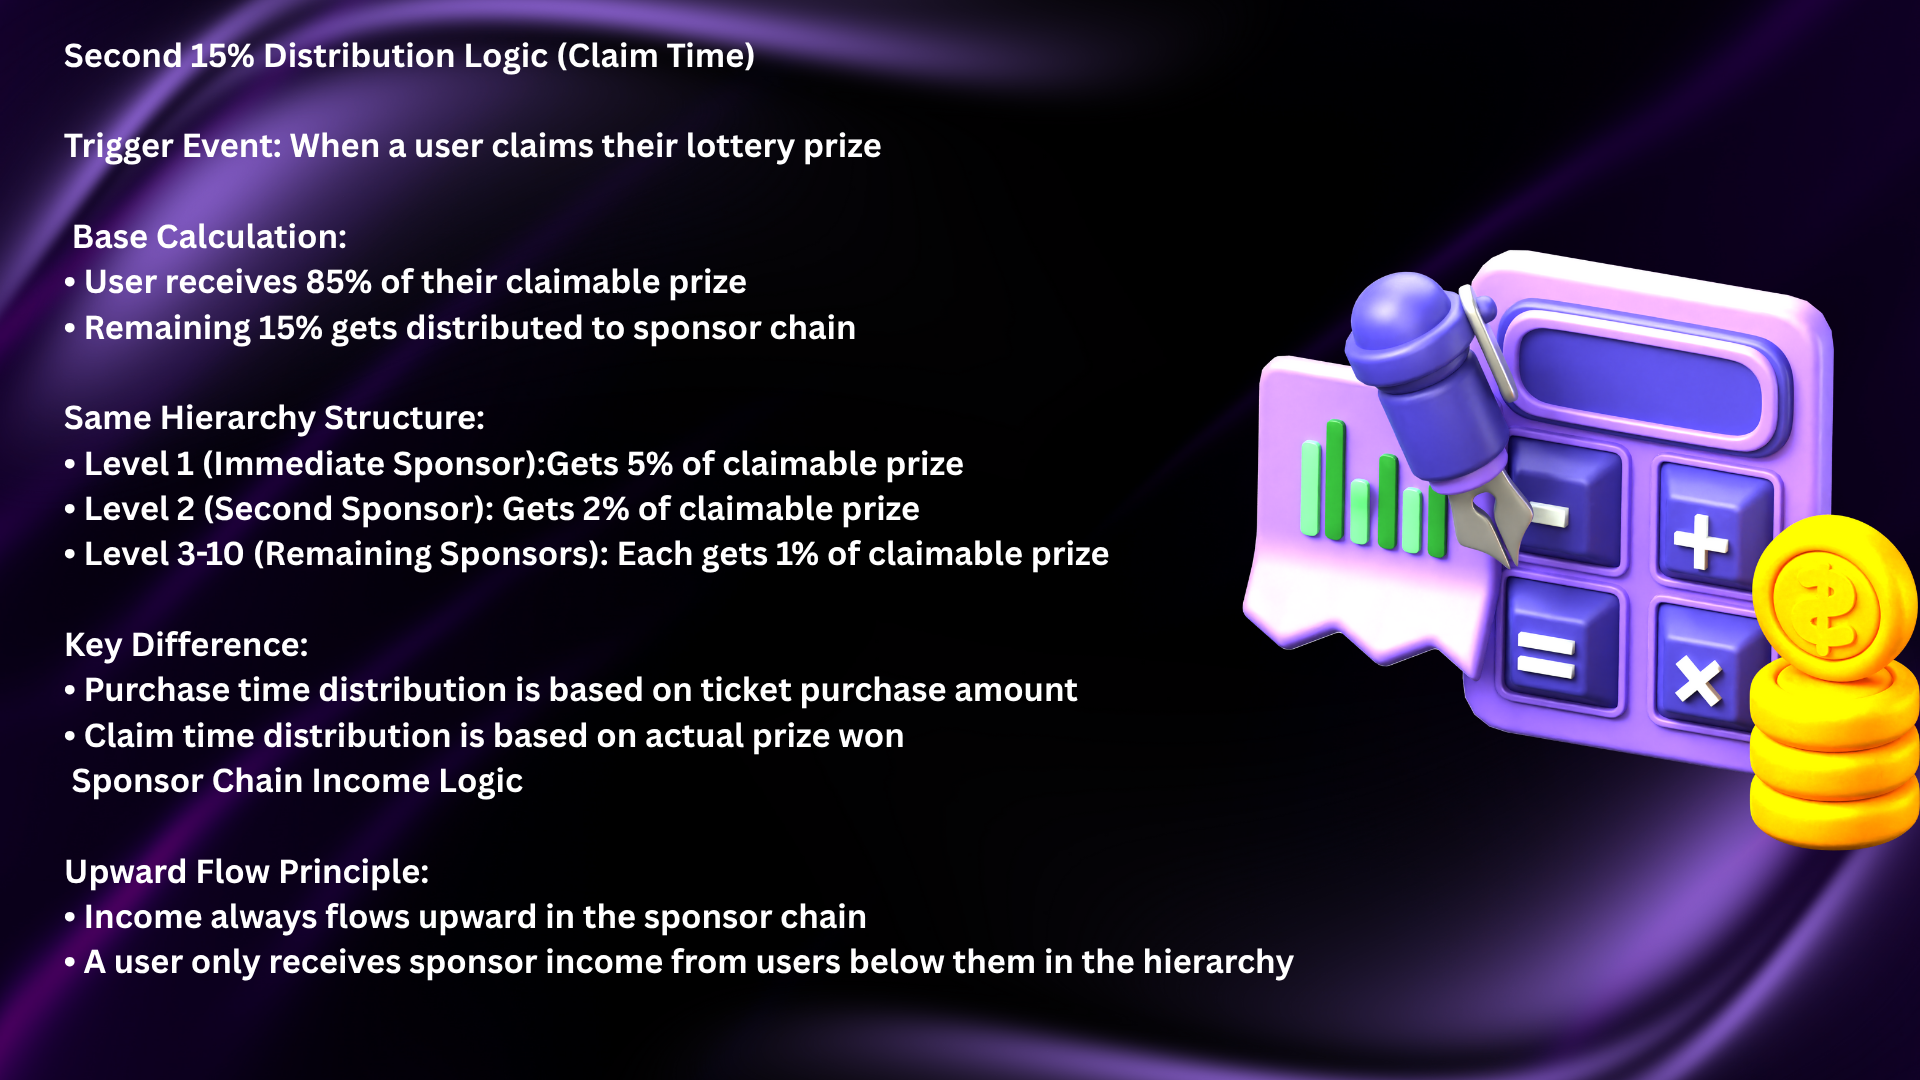 Second 15% Distribution Logic (Claim Time)
Trigger Event: When a user claims their lottery prize
Base Calculation:
• User receives 85% of their claimable prize
• Remaining 15% gets distributed to sponsor chain
Same Hierarchy Structure:
• Level 1 (Immediate Sponsor):Gets 5% of claimable prize
• Level 2 (Second Sponsor): Gets 2% of claimable prize
• Level 3-10 (Remaining Sponsors): Each gets 1% of claimable prize
Key Difference:
• Purchase time distribution is based on ticket purchase amount
• Claim time distribution is based on actual prize won
Sponsor Chain Income Logic
Upward Flow Principle:
• Income always flows upward in the sponsor chain
• A user only receives sponsor income from users below them in the hierarchy